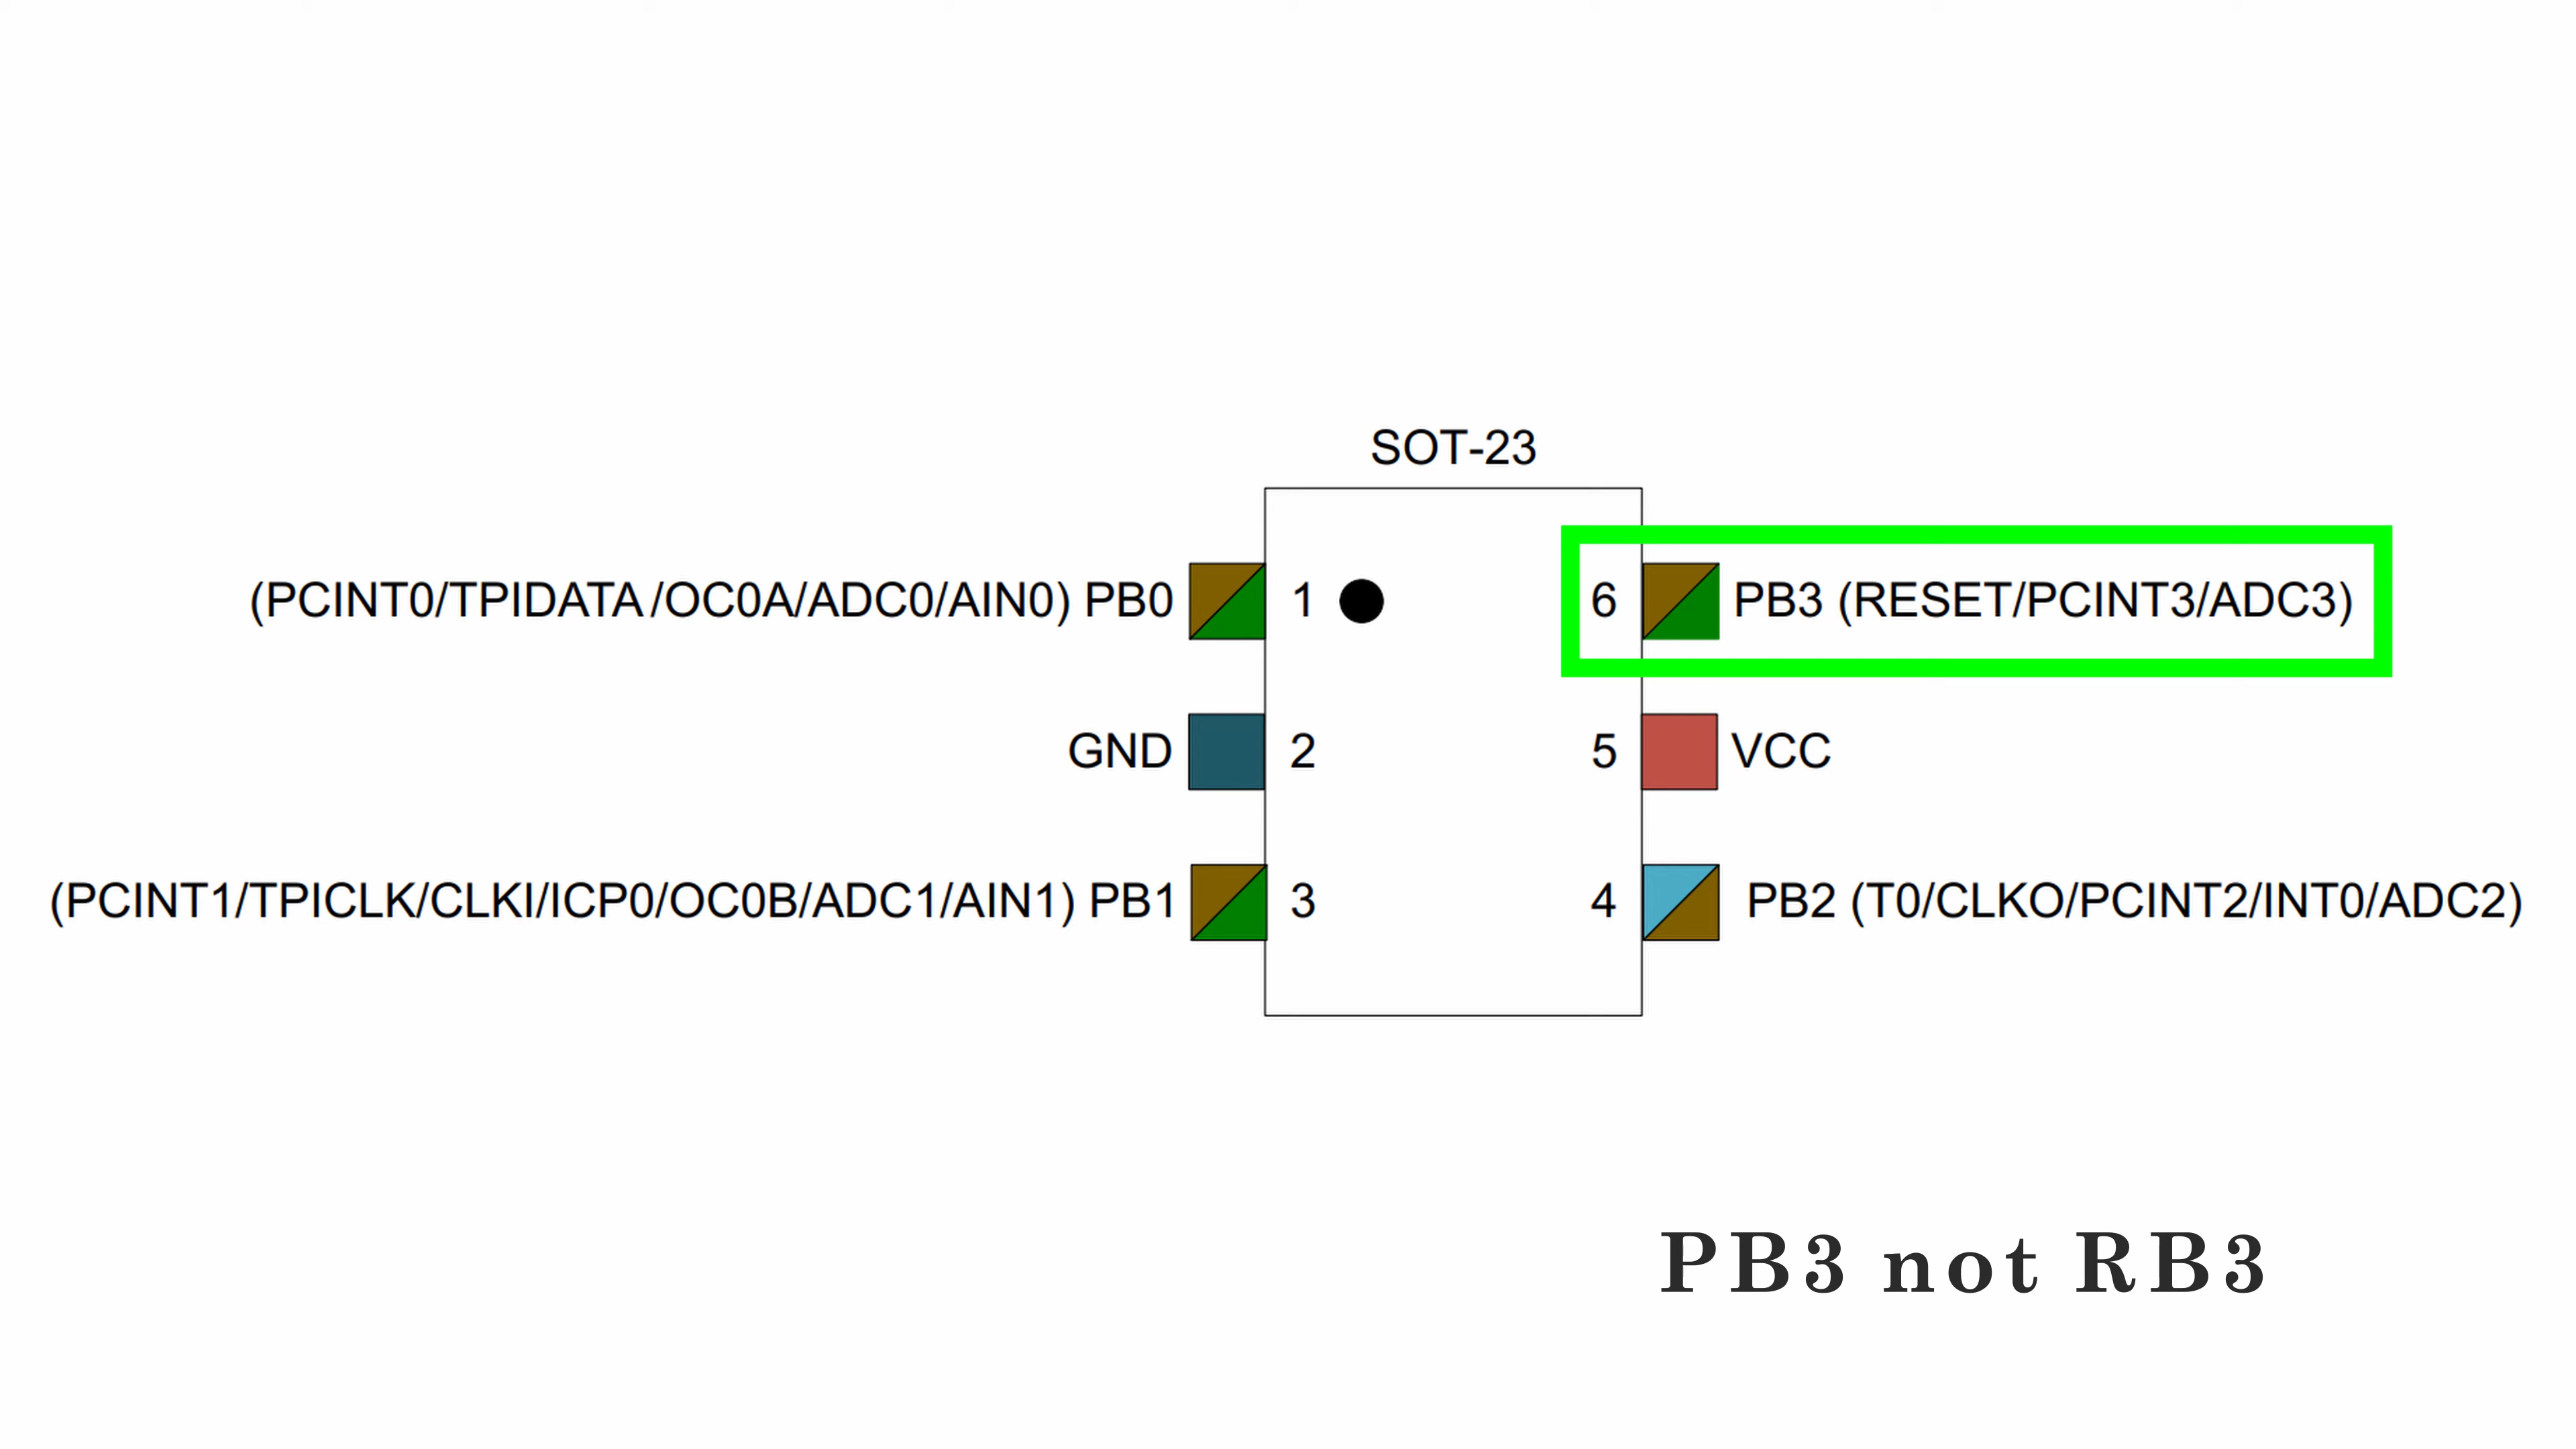 SOT-23
(PCINT0/TPIDATA/OC0A/ADC0/AIN0) PB0 1 6 PB3 (RESET/PCINT3/ADC3)
GND 2 5 VCC
(PCINT1/TPICLK/CLKI/ICP0/OC0B/ADC1/AIN1) PB1 3 4 PB2 (T0/CLKO/PCINT2/INT0/ADC2)
PB3 not RB3